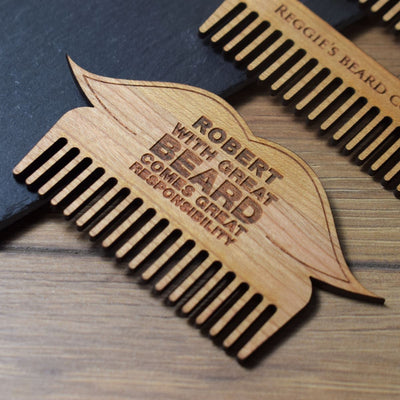 REGGIE'S BEARD C
ROBERT
WITH GREAT
BEARD
COMES GREAT
RESPONSIBILITY